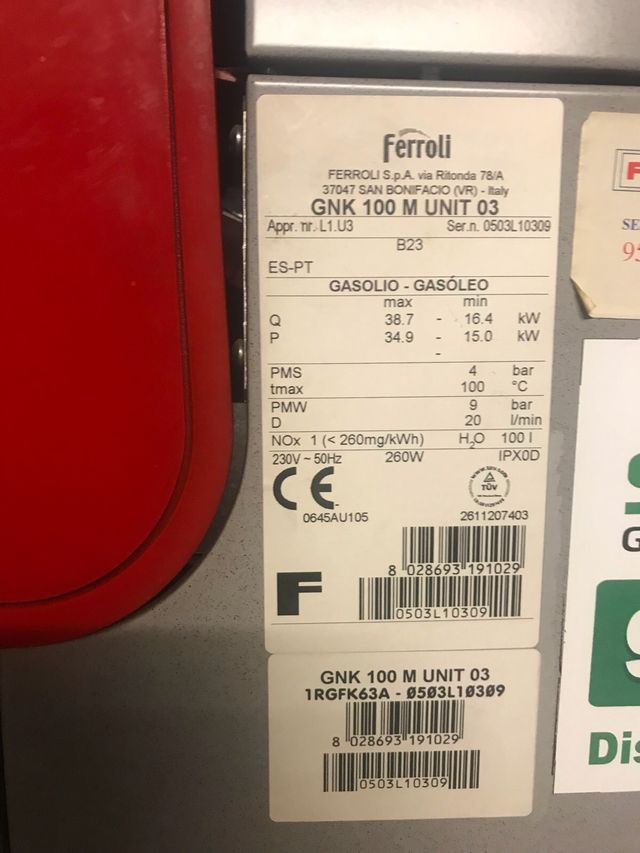 Ferroli
FERROLI S.p.A. via Ritonda 78/A
37047 SAN BONIFACIO (VR) - Italy
GNK 100 M UNIT 03
Appr. nr. L1.U3 Ser.n. 0503L10309
B23
ES-PT
GASOLIO - GASÓLEO
max min
Q 38.7 - 16.4 kW
P 34.9 - 15.0 kW
-
PMS 4 bar
tmax 100 °C
PMW 9 bar
D 20 l/min
NOx 1 (< 260mg/kWh) H2O 100 l
230V ~ 50Hz 260W IPX0D
CE
TÜV
0645AU105 2611207403
8 028693 191029
F
0503L10309
GNK 100 M UNIT 03
1RGFK63A - 0503L10309
8 028693 191029
0503L10309
F
SE
95
G
Dis